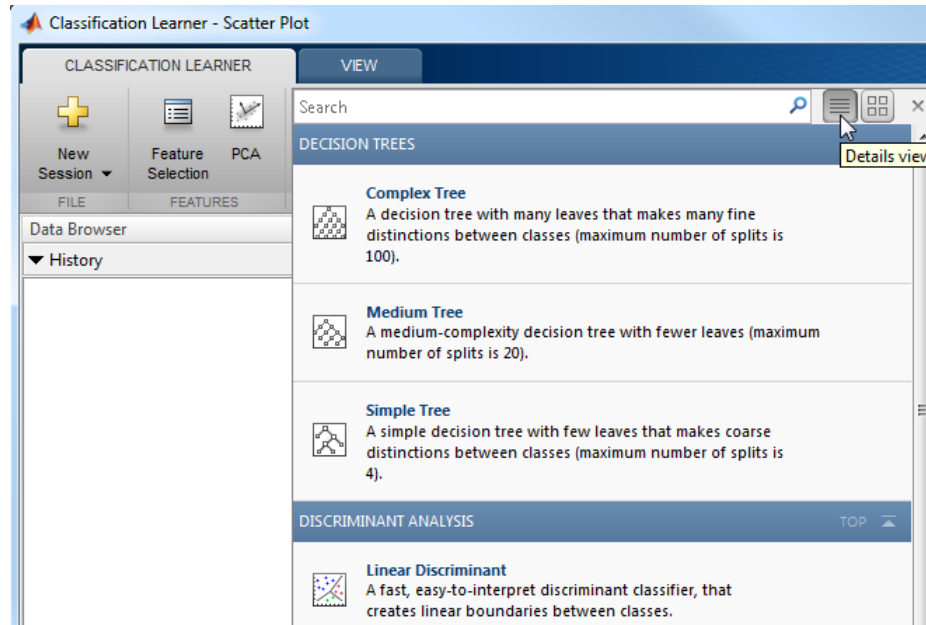 Classification Learner - Scatter Plot
CLASSIFICATION LEARNER
VIEW
New
Session
Feature
Selection
PCA
FILE
FEATURES
Data Browser
History
Search
Details view
DECISION TREES
Complex Tree
A decision tree with many leaves that makes many fine
distinctions between classes (maximum number of splits is
100).
Medium Tree
A medium-complexity decision tree with fewer leaves (maximum
number of splits is 20).
Simple Tree
A simple decision tree with few leaves that makes coarse
distinctions between classes (maximum number of splits is
4).
DISCRIMINANT ANALYSIS
TOP
Linear Discriminant
A fast, easy-to-interpret discriminant classifier, that
creates linear boundaries between classes.